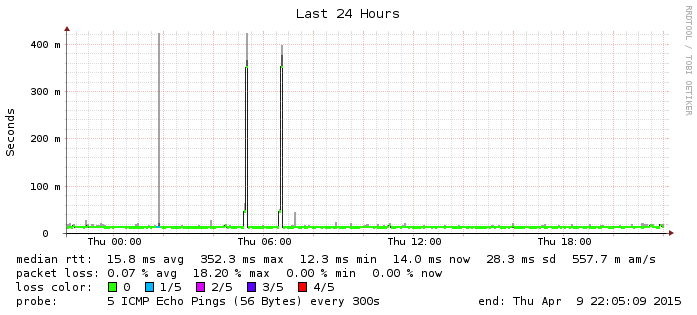 Last 24 Hours
RRDTOOL / TOBI OETIKER
Seconds
400 m
300 m
200 m
100 m
0
Thu 00:00 Thu 06:00 Thu 12:00 Thu 18:00
median rtt: 15.8 ms avg 352.3 ms max 12.3 ms min 14.0 ms now 28.3 ms sd 557.7 m am/s
packet loss: 0.07 % avg 18.20 % max 0.00 % min 0.00 % now
loss color: 0 1/5 2/5 3/5 4/5
probe: 5 ICMP Echo Pings (56 Bytes) every 300s end: Thu Apr 9 22:05:09 2015